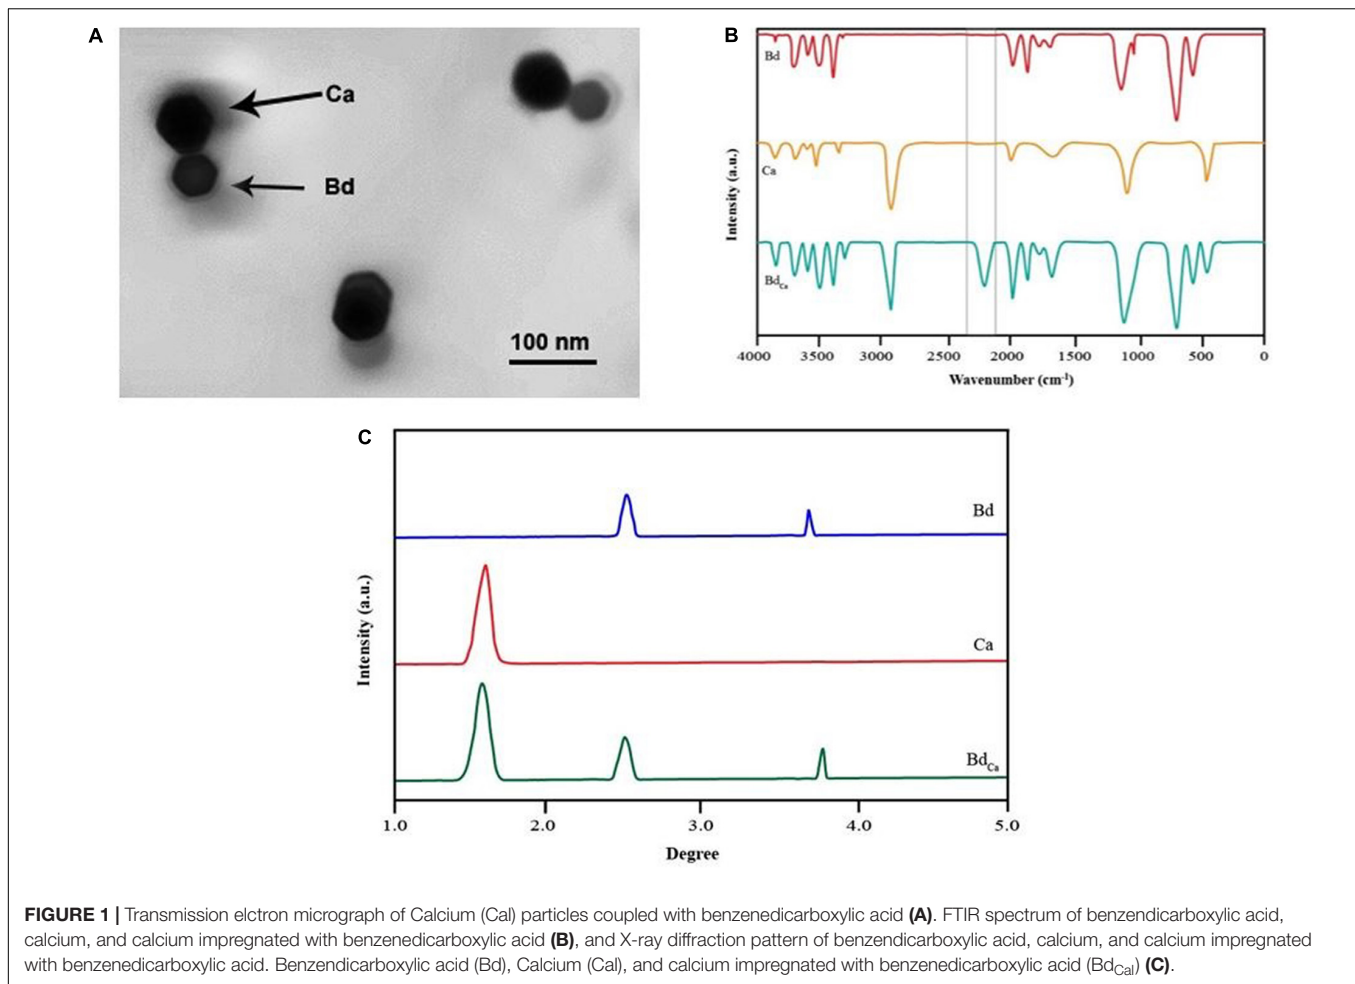 A
Ca
Bd
100 nm
B
Bd
Ca
BdCa
Intensity (a.u.)
4000 3500 3000 2500 2000 1500 1000 500 0
Wavenumber (cm-1)
C
Bd
Ca
BdCa
Intensity (a.u.)
1.0 2.0 3.0 4.0 5.0
Degree
FIGURE 1 | Transmission elctron micrograph of Calcium (Cal) particles coupled with benzenedicarboxylic acid (A). FTIR spectrum of benzendicarboxylic acid,
calcium, and calcium impregnated with benzenedicarboxylic acid (B), and X-ray diffraction pattern of benzendicarboxylic acid, calcium, and calcium impregnated
with benzenedicarboxylic acid. Benzendicarboxylic acid (Bd), Calcium (Cal), and calcium impregnated with benzenedicarboxylic acid (BdCal) (C).